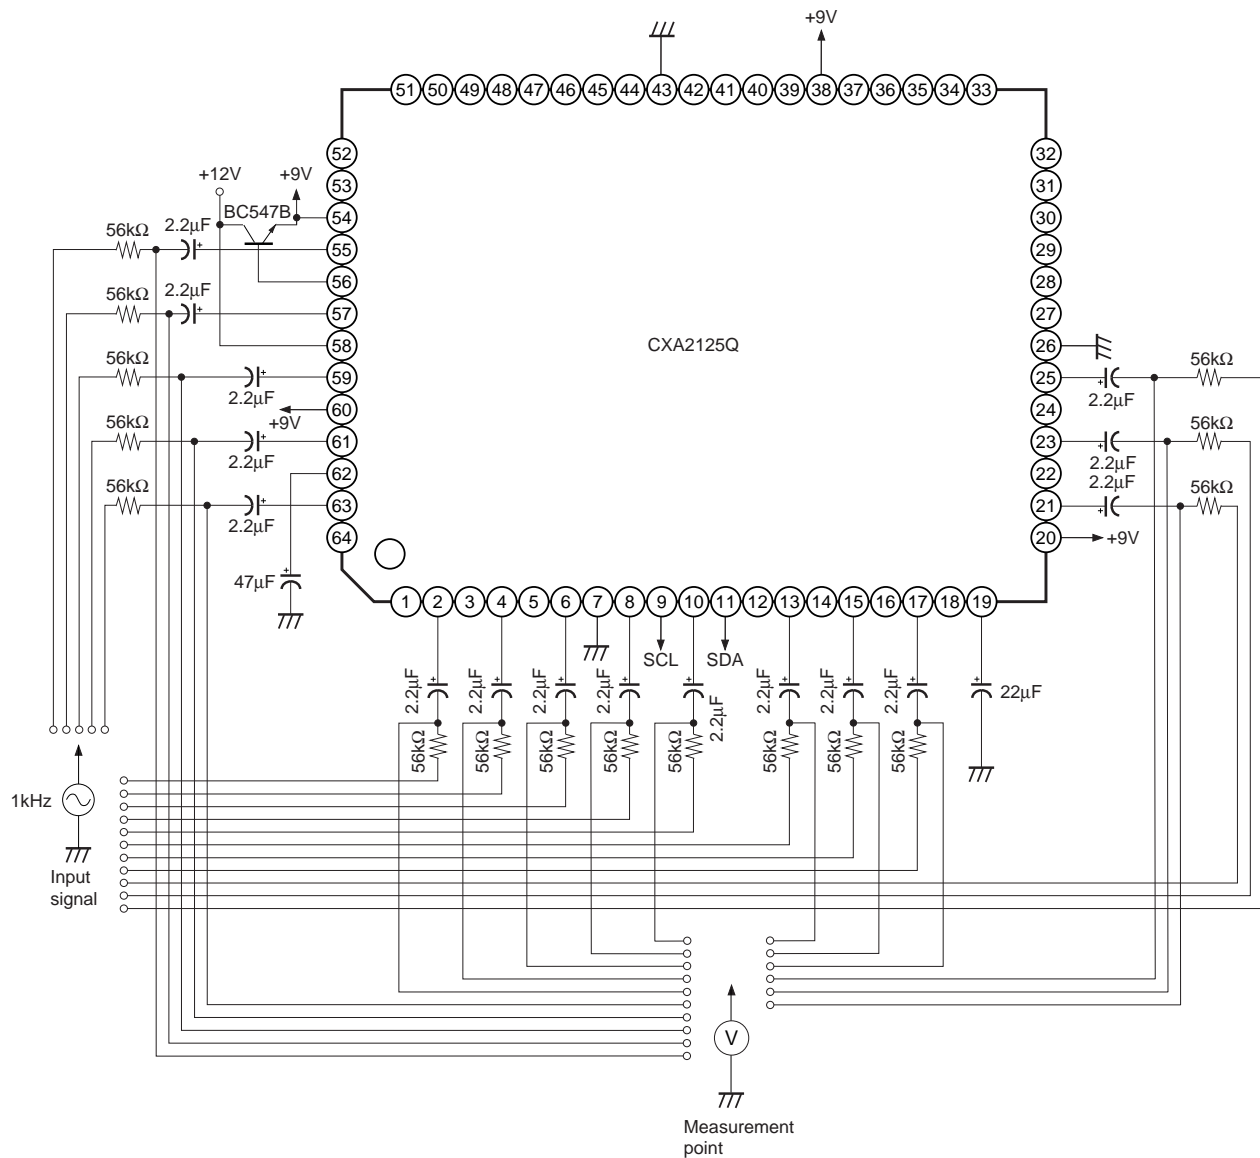 +9V
51 50 49 48 47 46 45 44 43 42 41 40 39 38 37 36 35 34 33
52
32
+12V
+9V
53
31
BC547B
54
30
56kΩ
2.2µF
+
55
29
56
28
56kΩ
2.2µF
+
57
27
58
CXA2125Q
26
56kΩ
2.2µF
+
59
25
+
2.2µF
56kΩ
60
+9V
24
56kΩ
2.2µF
+
61
23
+
2.2µF
56kΩ
62
22
2.2µF
56kΩ
2.2µF
+
63
21
+
56kΩ
64
20
+9V
47µF
+
1 2 3 4 5 6 7 8 9 10 11 12 13 14 15 16 17 18 19
SCL
SDA
+
2.2µF
+
2.2µF
+
2.2µF
+
2.2µF
+
2.2µF
+
2.2µF
+
2.2µF
+
2.2µF
+
22µF
56kΩ
56kΩ
56kΩ
56kΩ
56kΩ
56kΩ
56kΩ
56kΩ
1kHz
Input
signal
V
Measurement
point